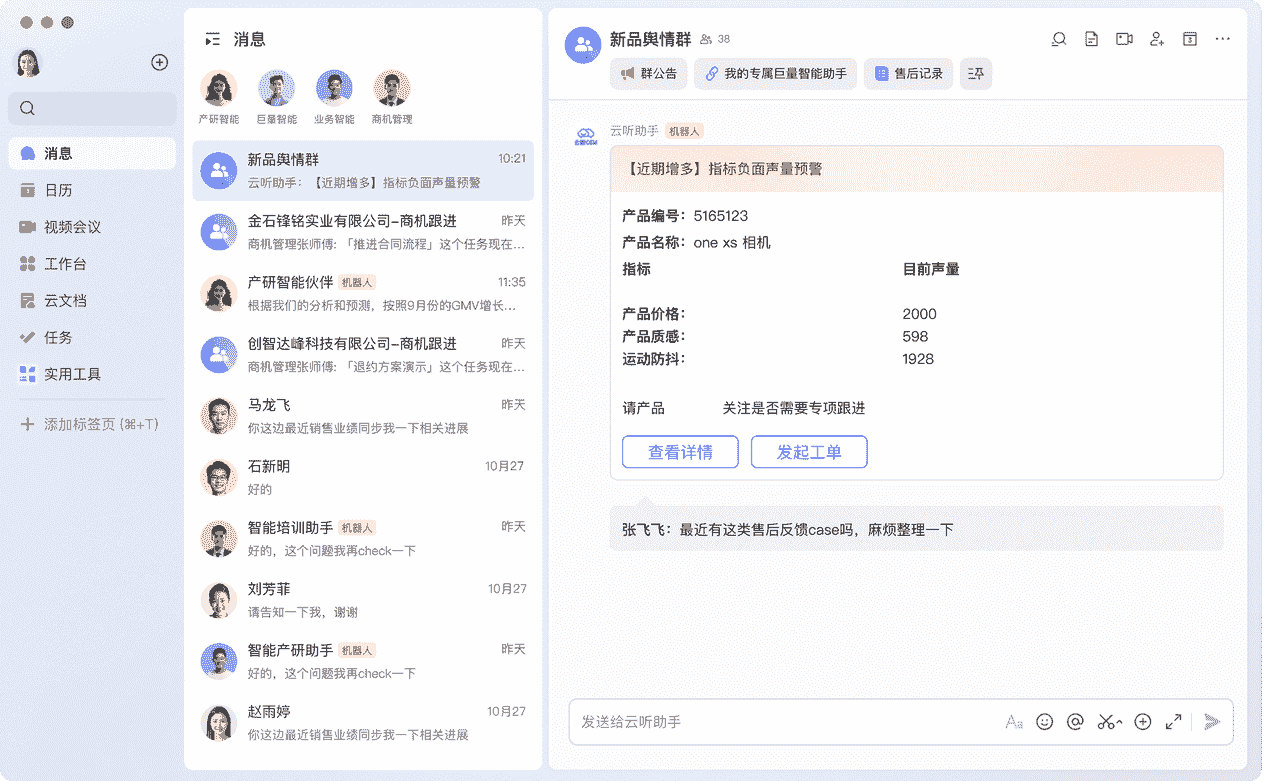 消息
日历
视频会议
工作台
云文档
任务
实用工具
添加标签页 (⌘+T)
消息
产研智能 巨量智能 业务智能 商机管理
新品舆情群 10:21
云听助手：【近期增多】指标负面声量预警
金石锋铭实业有限公司-商机跟进 昨天
商机管理张师傅:「推进合同流程」这个任务现在...
产研智能伙伴 机器人 11:35
根据我们的分析和预测，按照9月份的GMV增长...
创智达峰科技有限公司-商机跟进 昨天
商机管理张师傅:「退约方案演示」这个任务现在...
马龙飞 昨天
你这边最近销售业绩同步我一下相关进展
石新明 10月27
好的
智能培训助手 机器人 昨天
好的，这个问题我再check一下
刘芳菲 10月27
请告知一下我，谢谢
智能产研助手 机器人 昨天
好的，这个问题我再check一下
赵雨婷 10月27
你这边最近销售业绩同步我一下相关进展
新品舆情群 38
群公告 我的专属巨量智能助手 售后记录
云听助手 机器人
【近期增多】指标负面声量预警
产品编号：5165123
产品名称：one xs 相机
指标 目前声量
产品价格： 2000
产品质感： 598
运动防抖： 1928
请产品 关注是否需要专项跟进
查看详情 发起工单
张飞飞：最近有这类售后反馈case吗，麻烦整理一下
发送给云听助手 Aa